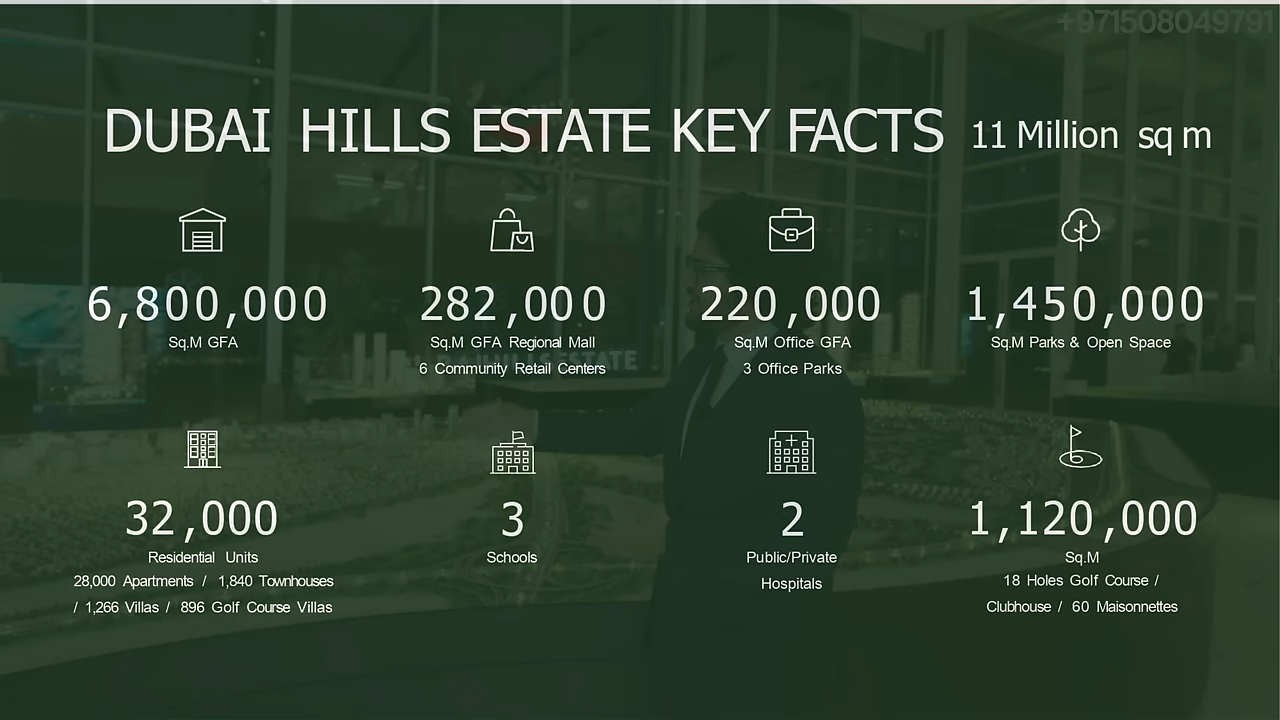 +971508049791
DUBAI HILLS ESTATE KEY FACTS 11 Million sq m
6,800,000
Sq.M GFA
282,000
Sq.M GFA Regional Mall
6 Community Retail Centers
220,000
Sq.M Office GFA
3 Office Parks
1,450,000
Sq.M Parks & Open Space
32,000
Residential Units
28,000 Apartments / 1,840 Townhouses
/ 1,266 Villas / 896 Golf Course Villas
3
Schools
2
Public/Private
Hospitals
1,120,000
Sq.M
18 Holes Golf Course /
Clubhouse / 60 Maisonnettes